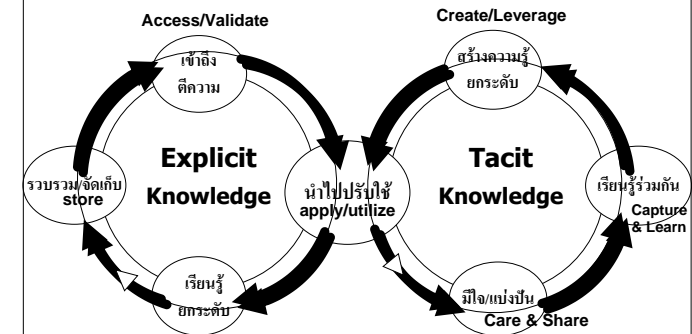 Access/Validate
Create/Leverage
เข้าถึง
ตีความ
สร้างความรู้
ยกระดับ
Explicit
Knowledge
Tacit
Knowledge
รวบรวม/จัดเก็บ
store
นำไปปรับใช้
apply/utilize
เรียนรู้ร่วมกัน
Capture
& Learn
เรียนรู้
ยกระดับ
มีใจ/แบ่งปัน
Care & Share